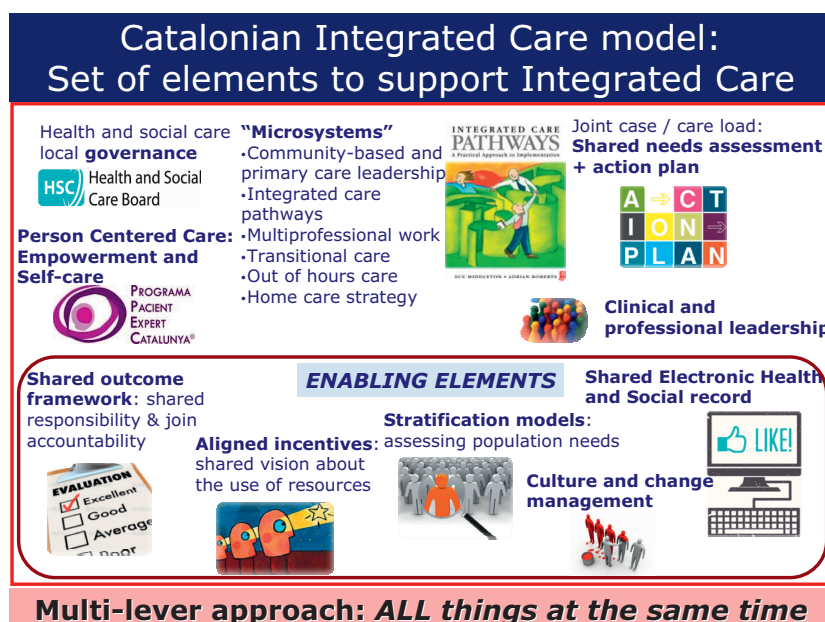 Catalonian Integrated Care model:
Set of elements to support Integrated Care
Health and social care
local governance
HSC Health and Social
Care Board
Person Centered Care:
Empowerment and
Self-care
PROGRAMA
PACIENT
EXPERT
CATALUNYA®
“Microsystems”
•Community-based and
primary care leadership
•Integrated care
pathways
•Multiprofessional work
•Transitional care
•Out of hours care
•Home care strategy
INTEGRATED CARE
PATHWAYS
A Practical Approach to Implementation
SUE MIDDLETON • ADRIAN ROBERTS
Joint case / care load:
Shared needs assessment
+ action plan
A CT
ION
PLAN
Clinical and
professional leadership
ENABLING ELEMENTS
Shared outcome
framework: shared
responsibility & join
accountability
EVALUATION
Excellent
Good
Average
Poor
Aligned incentives:
shared vision about
the use of resources
Stratification models:
assessing population needs
Culture and change
management
Shared Electronic Health
and Social record
LIKE!
Multi-lever approach: ALL things at the same time